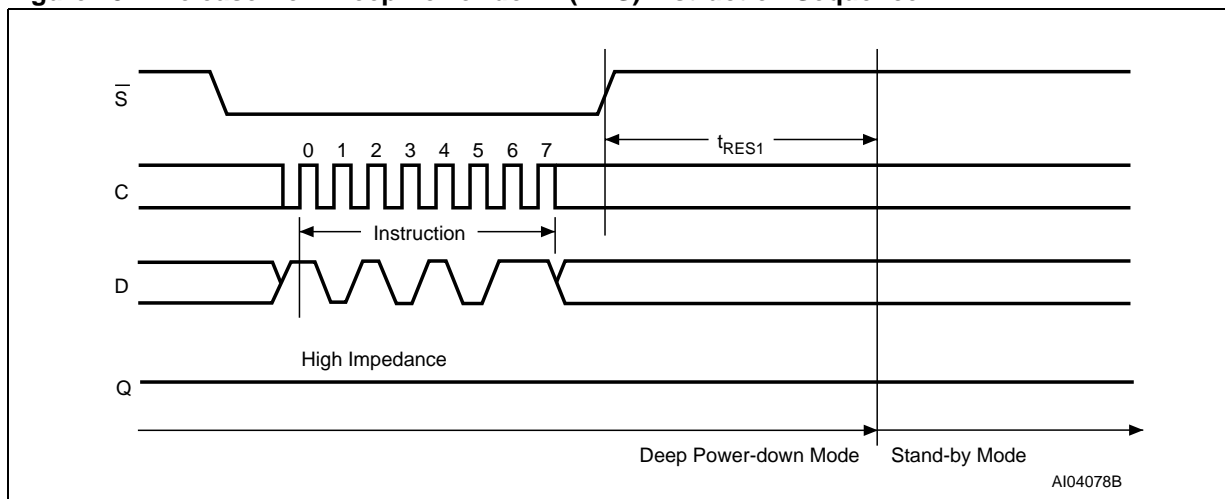 S
tRES1
0 1 2 3 4 5 6 7
C
Instruction
D
High Impedance
Q
Deep Power-down Mode Stand-by Mode
AI04078B